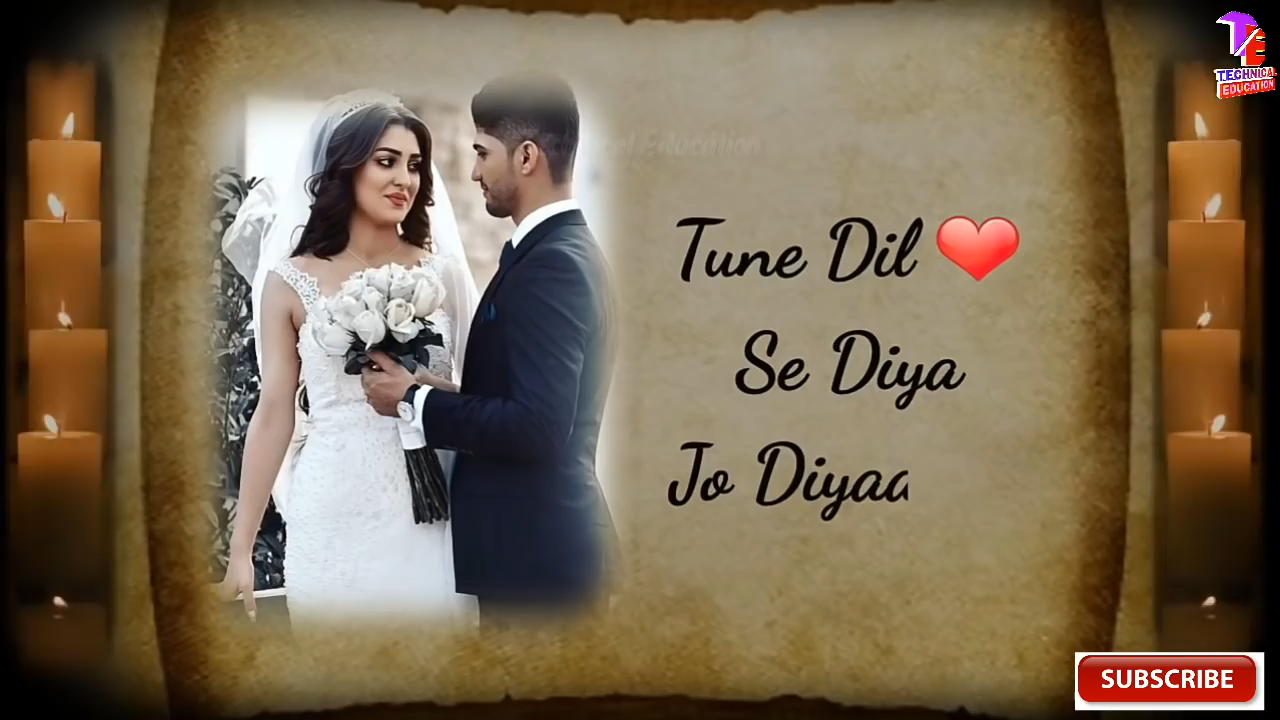 TECHNICAL
EDUCATION
Tune Dil ❤️
Se Diya
Jo Diyaa
SUBSCRIBE